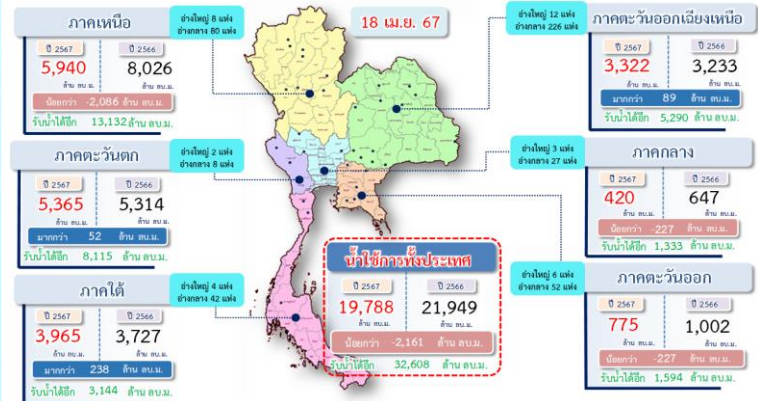 ภาคเหนือ
ปี 2567 ปี 2566
5,940 8,026
ล้าน ลบ.ม. ล้าน ลบ.ม.
น้อยกว่า -2,086 ล้าน ลบ.ม.
รับน้ำได้อีก 13,132 ล้าน ลบ.ม.
อ่างใหญ่ 8 แห่ง
อ่างกลาง 80 แห่ง
18 เม.ย. 67
อ่างใหญ่ 12 แห่ง
อ่างกลาง 226 แห่ง
ภาคตะวันออกเฉียงเหนือ
ปี 2567 ปี 2566
3,322 3,233
ล้าน ลบ.ม. ล้าน ลบ.ม.
มากกว่า 89 ล้าน ลบ.ม.
รับน้ำได้อีก 5,290 ล้าน ลบ.ม.
ภาคตะวันตก
ปี 2567 ปี 2566
5,365 5,314
ล้าน ลบ.ม. ล้าน ลบ.ม.
มากกว่า 52 ล้าน ลบ.ม.
รับน้ำได้อีก 8,115 ล้าน ลบ.ม.
อ่างใหญ่ 2 แห่ง
อ่างกลาง 8 แห่ง
อ่างใหญ่ 3 แห่ง
อ่างกลาง 27 แห่ง
ภาคกลาง
ปี 2567 ปี 2566
420 647
ล้าน ลบ.ม. ล้าน ลบ.ม.
น้อยกว่า -227 ล้าน ลบ.ม.
รับน้ำได้อีก 1,333 ล้าน ลบ.ม.
ภาคใต้
ปี 2567 ปี 2566
3,965 3,727
ล้าน ลบ.ม. ล้าน ลบ.ม.
มากกว่า 238 ล้าน ลบ.ม.
รับน้ำได้อีก 3,144 ล้าน ลบ.ม.
อ่างใหญ่ 4 แห่ง
อ่างกลาง 42 แห่ง
น้ำใช้การทั้งประเทศ
ปี 2567 ปี 2566
19,788 21,949
ล้าน ลบ.ม. ล้าน ลบ.ม.
น้อยกว่า -2,161 ล้าน ลบ.ม.
รับน้ำได้อีก 32,608 ล้าน ลบ.ม.
อ่างใหญ่ 6 แห่ง
อ่างกลาง 52 แห่ง
ภาคตะวันออก
ปี 2567 ปี 2566
775 1,002
ล้าน ลบ.ม. ล้าน ลบ.ม.
น้อยกว่า -227 ล้าน ลบ.ม.
รับน้ำได้อีก 1,594 ล้าน ลบ.ม.